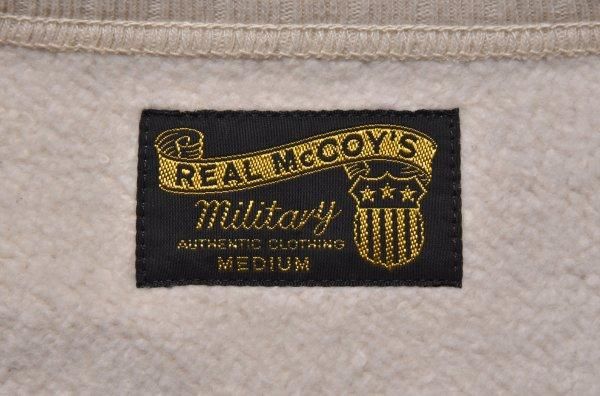 REAL McCOY'S
Military
AUTHENTIC CLOTHING
MEDIUM